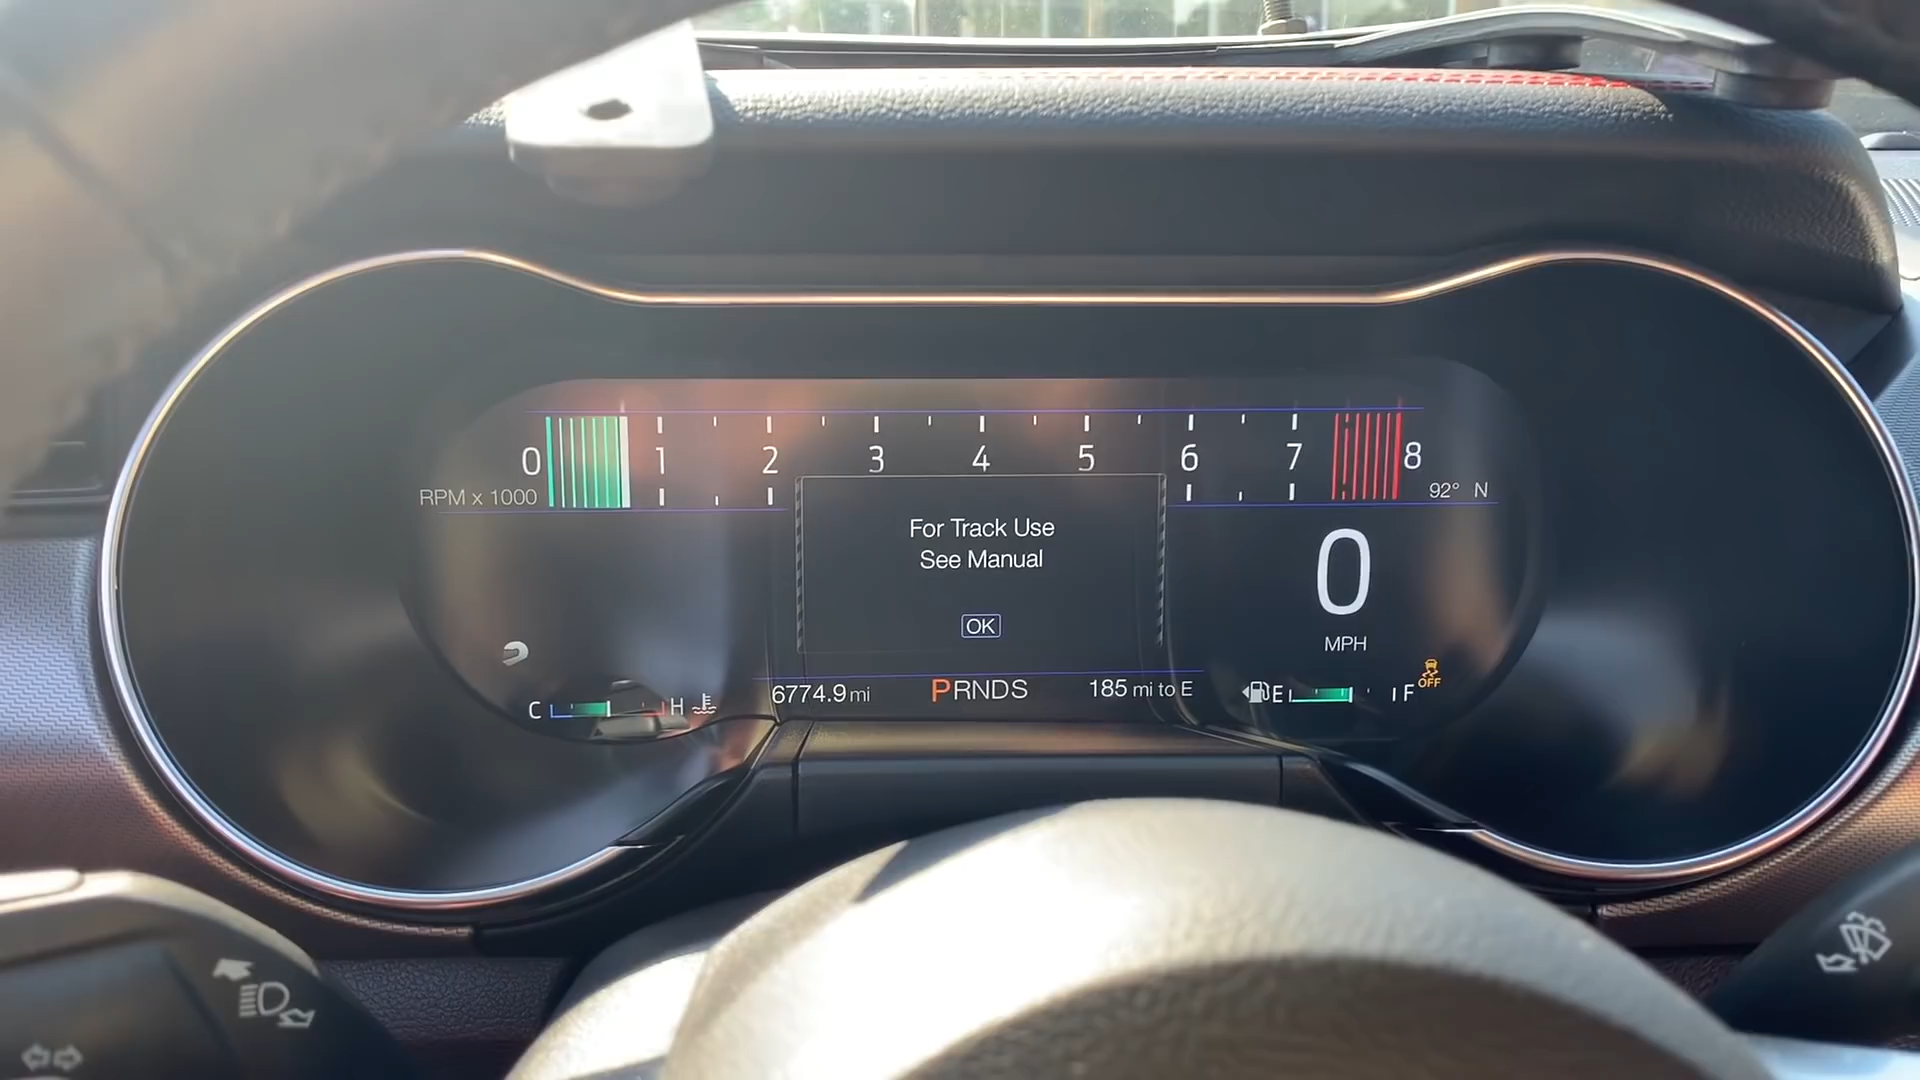 0 1 2 3 4 5 6 7 8
RPM x 1000
92° N
For Track Use
See Manual
OK
0
MPH
C H
6774.9 mi
PRNDS
185 mi to E
E F
OFF